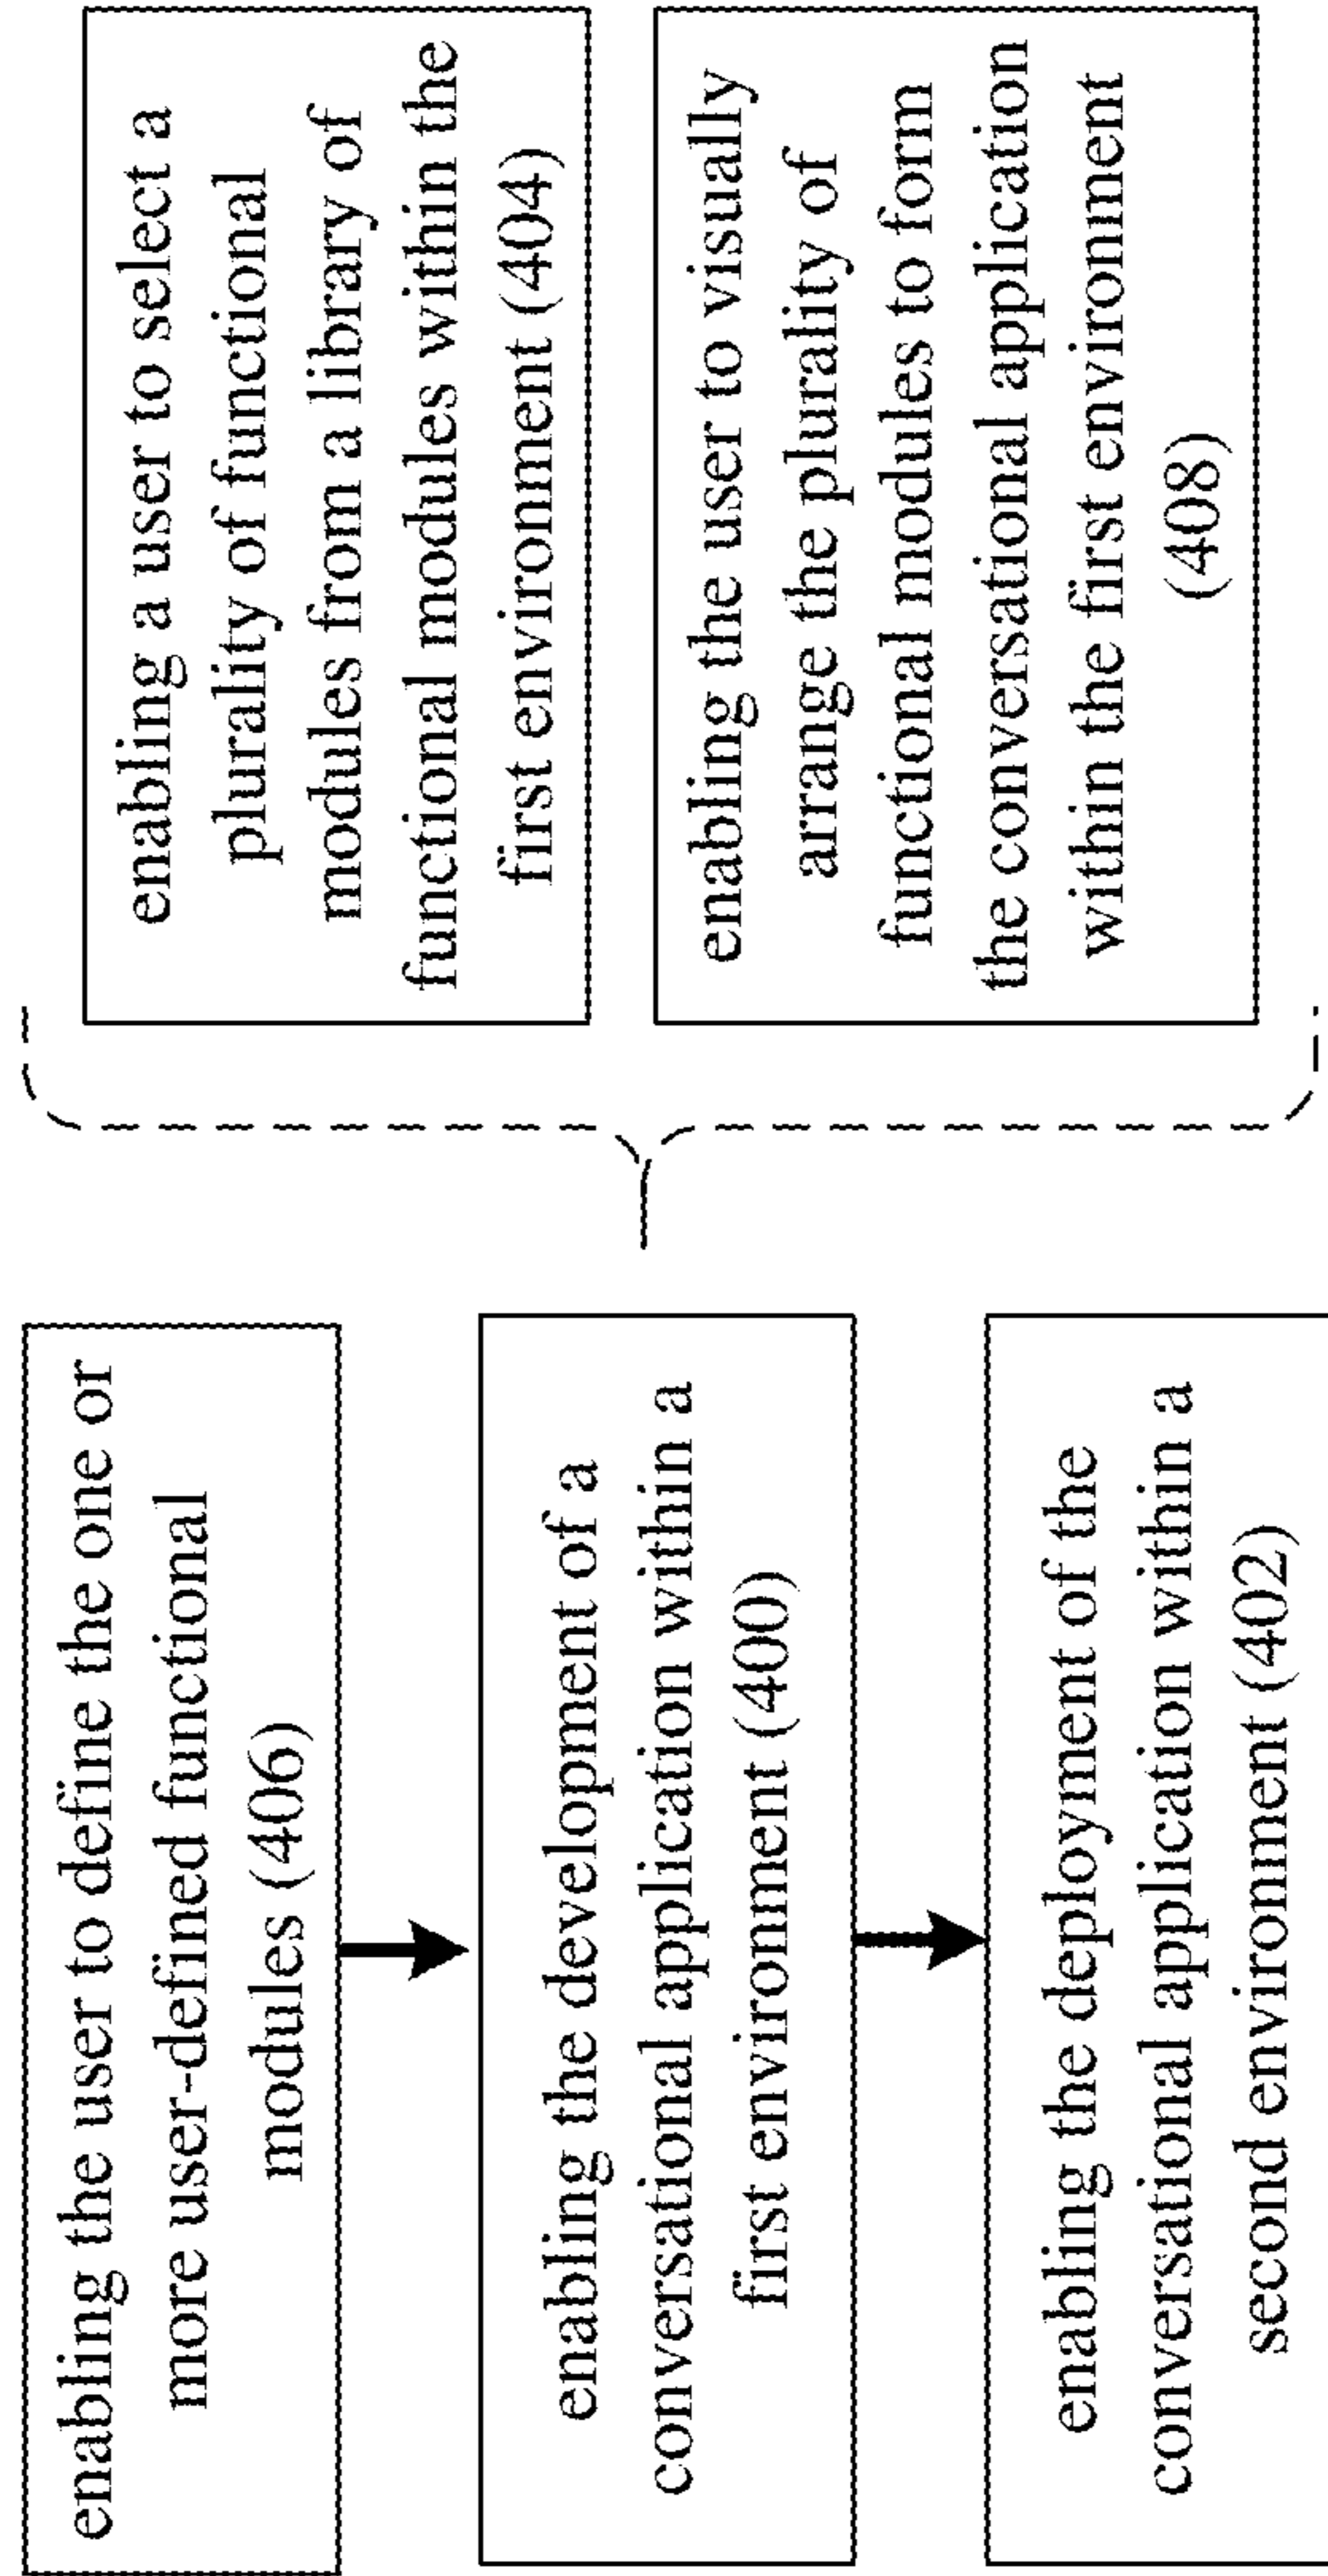 enabling the user to define the one or
more user-defined functional
modules (406)
enabling the development of a
conversational application within a
first environment (400)
enabling the deployment of the
conversational application within a
second environment (402)
enabling a user to select a
plurality of functional
modules from a library of
functional modules within the
first environment (404)
enabling the user to visually
arrange the plurality of
functional modules to form
the conversational application
within the first environment
(408)